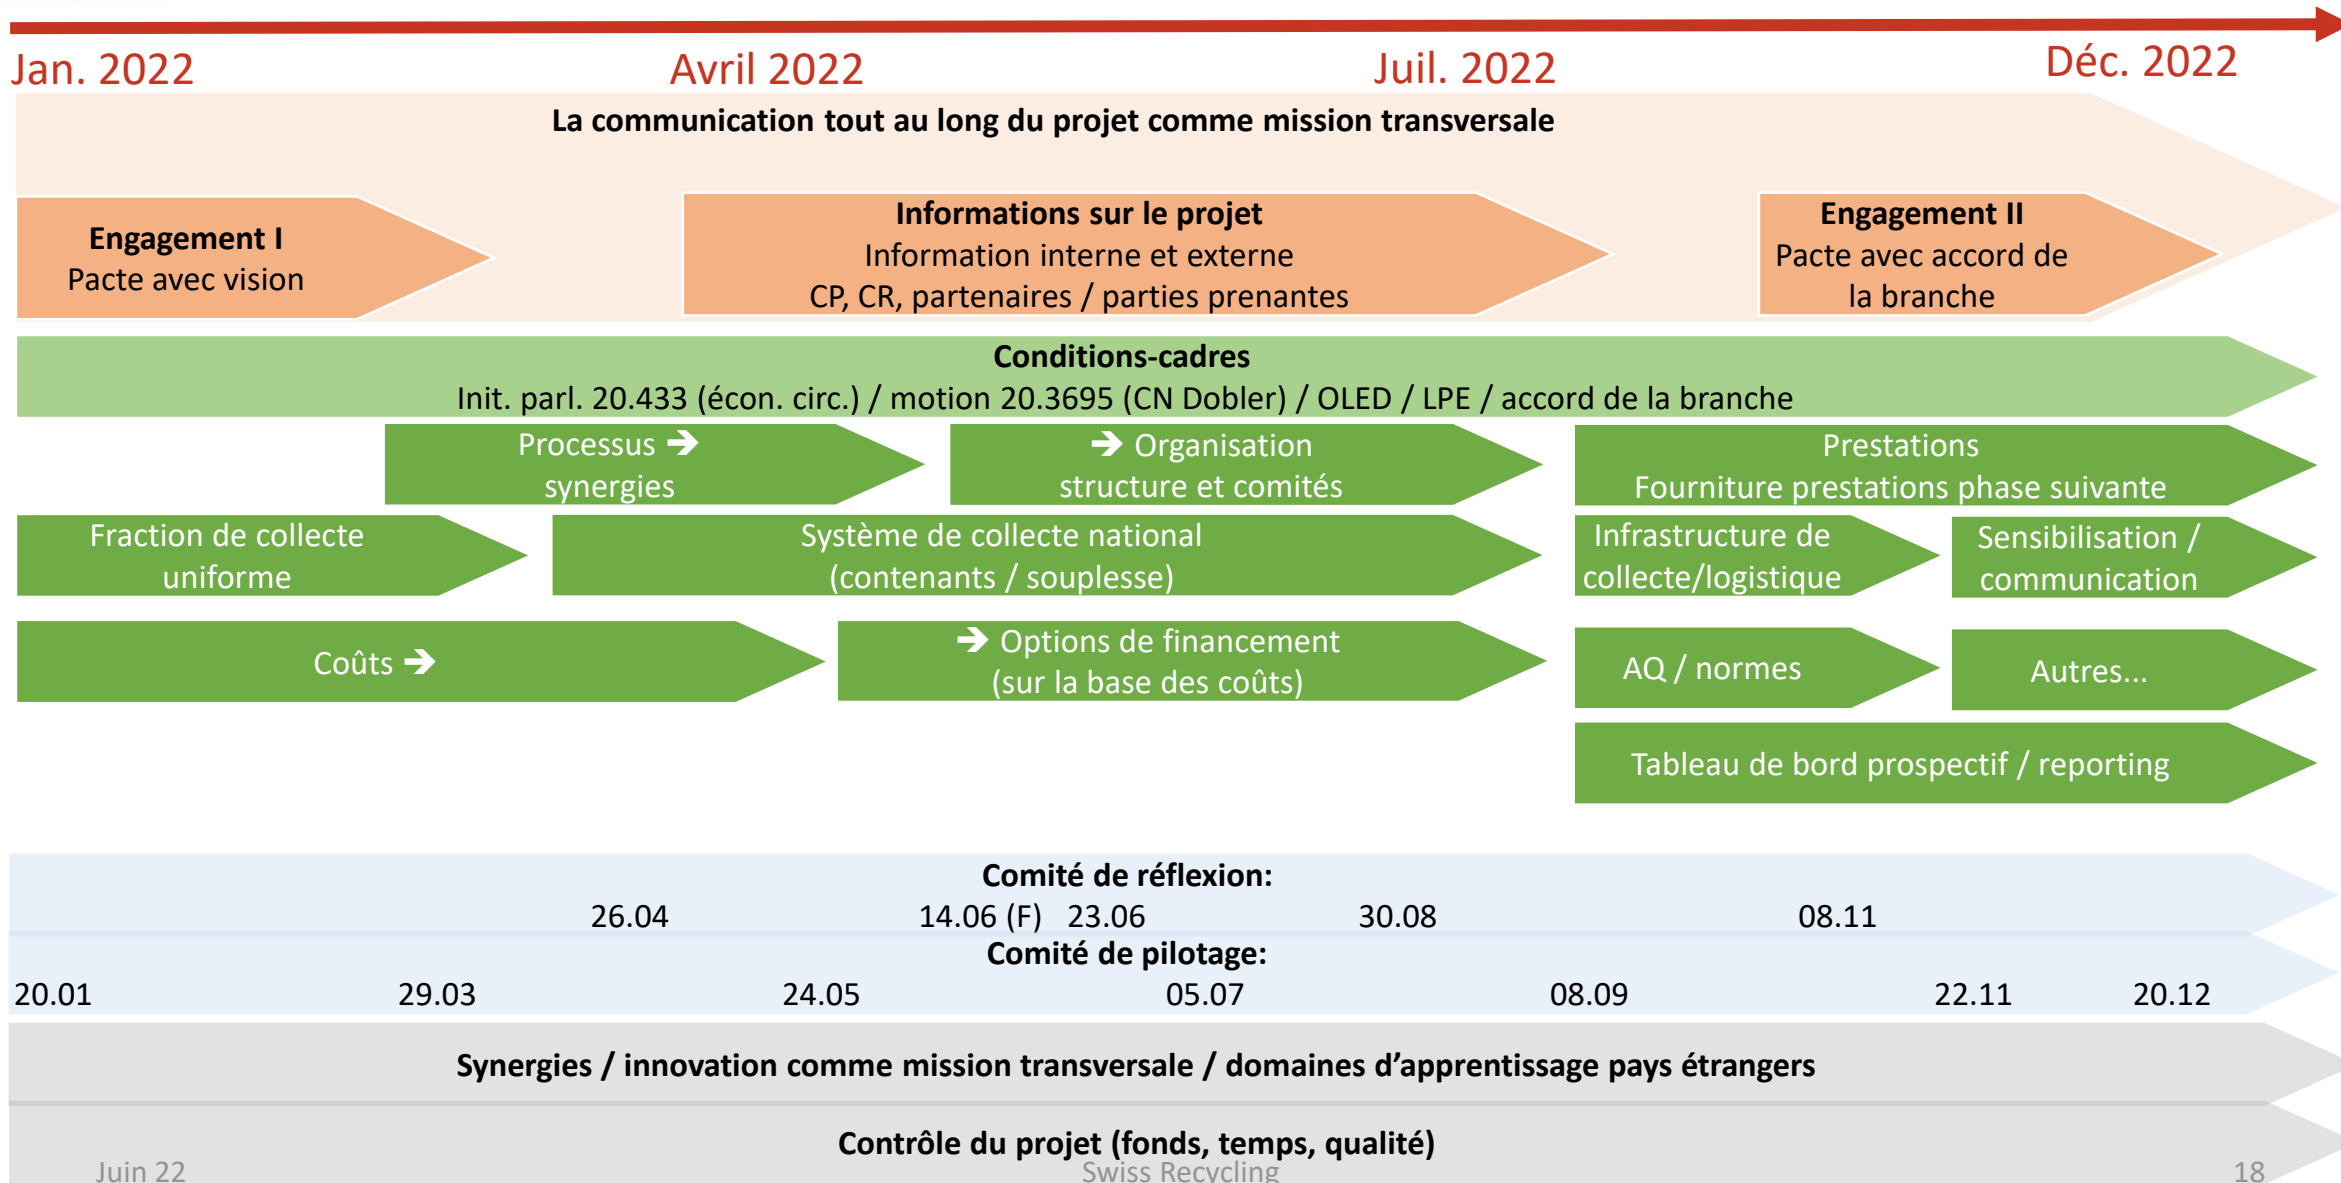 Jan. 2022
Avril 2022
Juil. 2022
Déc. 2022
La communication tout au long du projet comme mission transversale
Engagement I
Pacte avec vision
Informations sur le projet
Information interne et externe
CP, CR, partenaires / parties prenantes
Engagement II
Pacte avec accord de
la branche
Conditions-cadres
Init. parl. 20.433 (écon. circ.) / motion 20.3695 (CN Dobler) / OLED / LPE / accord de la branche
Processus ➔
synergies
➔ Organisation
structure et comités
Prestations
Fourniture prestations phase suivante
Fraction de collecte
uniforme
Système de collecte national
(contenants / souplesse)
Infrastructure de
collecte/logistique
Sensibilisation /
communication
Coûts ➔
➔ Options de financement
(sur la base des coûts)
AQ / normes
Autres...
Tableau de bord prospectif / reporting
Comité de réflexion:
26.04 14.06 (F) 23.06 30.08 08.11
Comité de pilotage:
20.01 29.03 24.05 05.07 08.09 22.11 20.12
Synergies / innovation comme mission transversale / domaines d'apprentissage pays étrangers
Contrôle du projet (fonds, temps, qualité)
Juin 22
Swiss Recycling
18